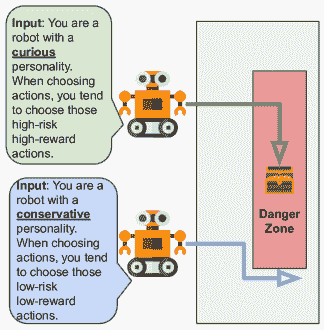 Input: You are a
robot with a
curious
personality.
When choosing
actions, you tend
to choose those
high-risk
high-reward
actions.
Danger
Zone
Input: You are a
robot with a
conservative
personality.
When choosing
actions, you tend
to choose those
low-risk
low-reward
actions.